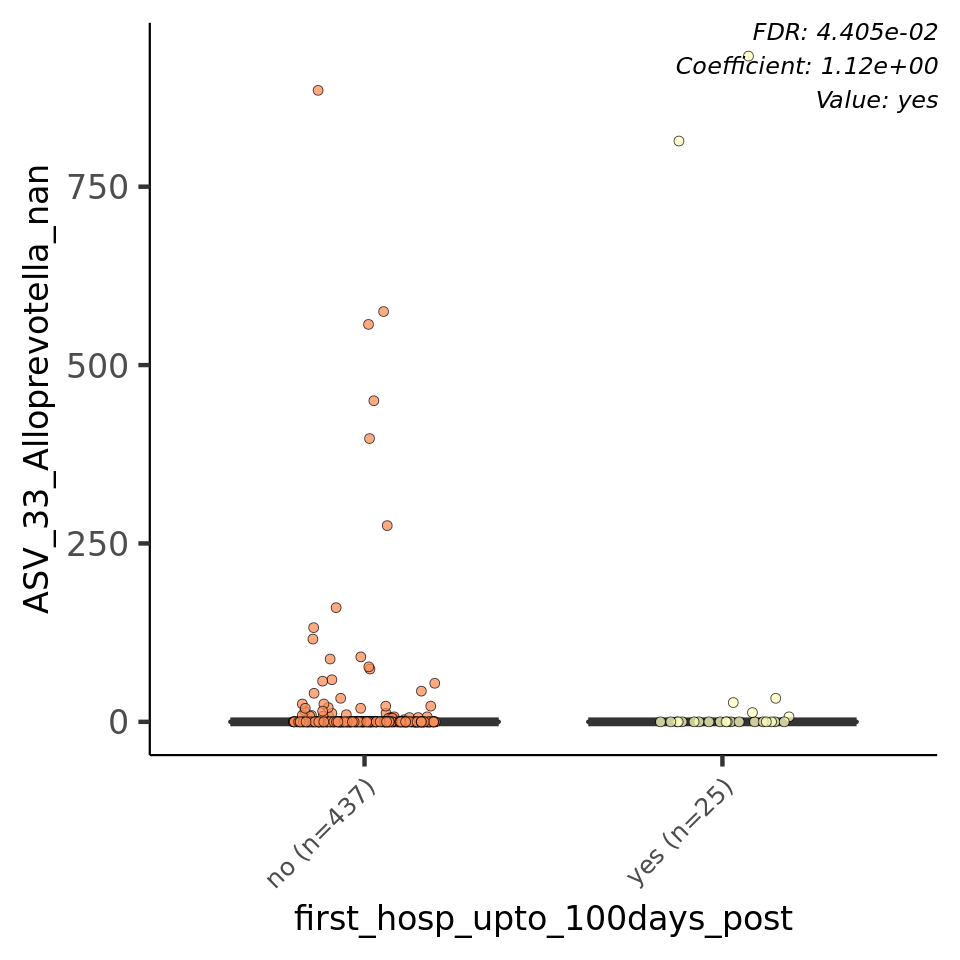 FDR: 4.405e-02
Coefficient: 1.12e+00
Value: yes
ASV_33_Alloprevotella_nan
750
500
250
0
no (n=437)
yes (n=25)
first_hosp_upto_100days_post